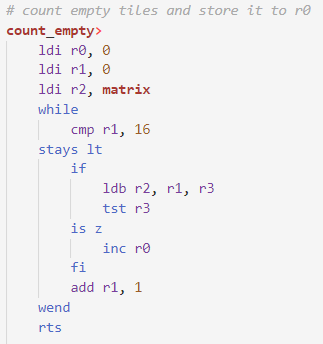 # count empty tiles and store it to r0
count_empty>
    ldi r0, 0
    ldi r1, 0
    ldi r2, matrix
    while
        cmp r1, 16
    stays lt
        if
            ldb r2, r1, r3
            tst r3
        is z
            inc r0
        fi
        add r1, 1
    wend
    rts